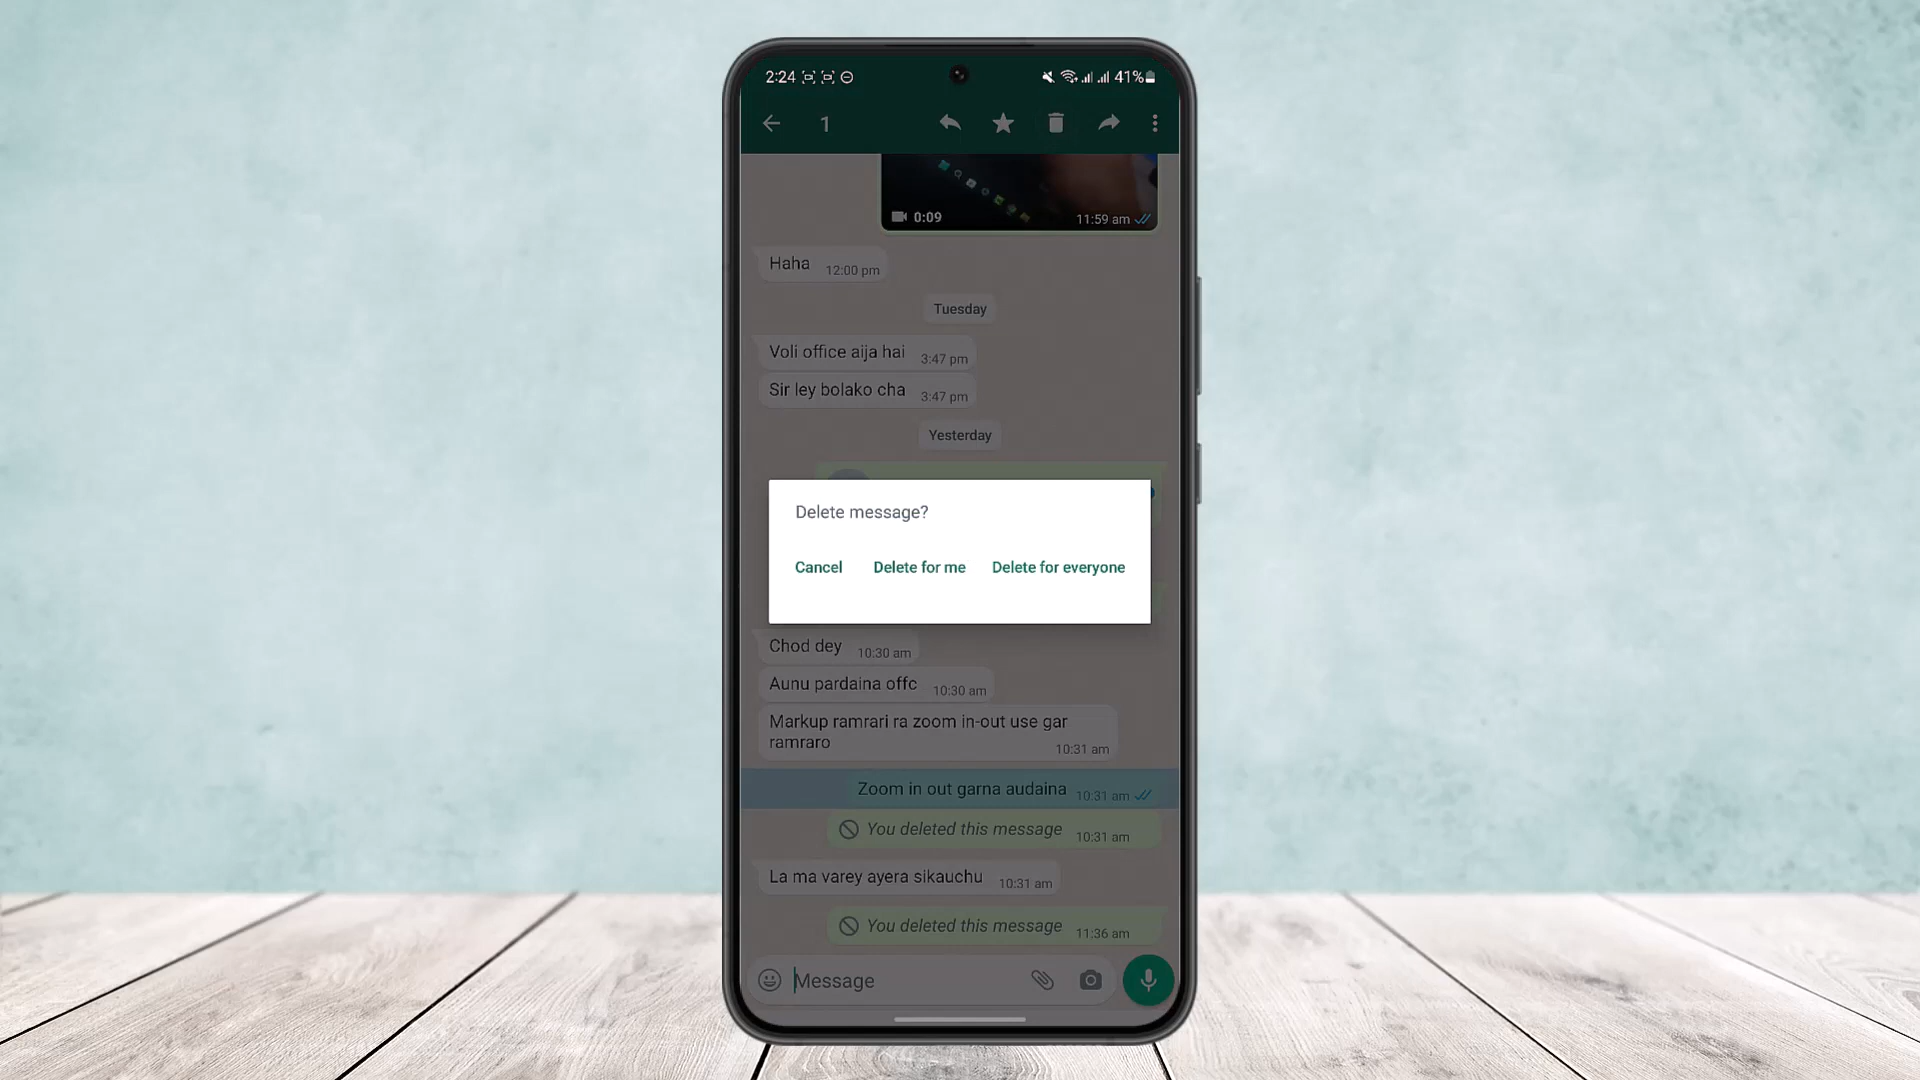 2:24 41%
1
0:09 11:59 am
Haha 12:00 pm
Tuesday
Voli office aija hai 3:47 pm
Sir ley bolako cha 3:47 pm
Yesterday
Delete message?
Cancel Delete for me Delete for everyone
Chod dey 10:30 am
Aunu pardaina offc 10:30 am
Markup ramrari ra zoom in-out use gar
ramraro 10:31 am
Zoom in out garna audaina 10:31 am
You deleted this message 10:31 am
La ma varey ayera sikauchu 10:31 am
You deleted this message 11:36 am
Message